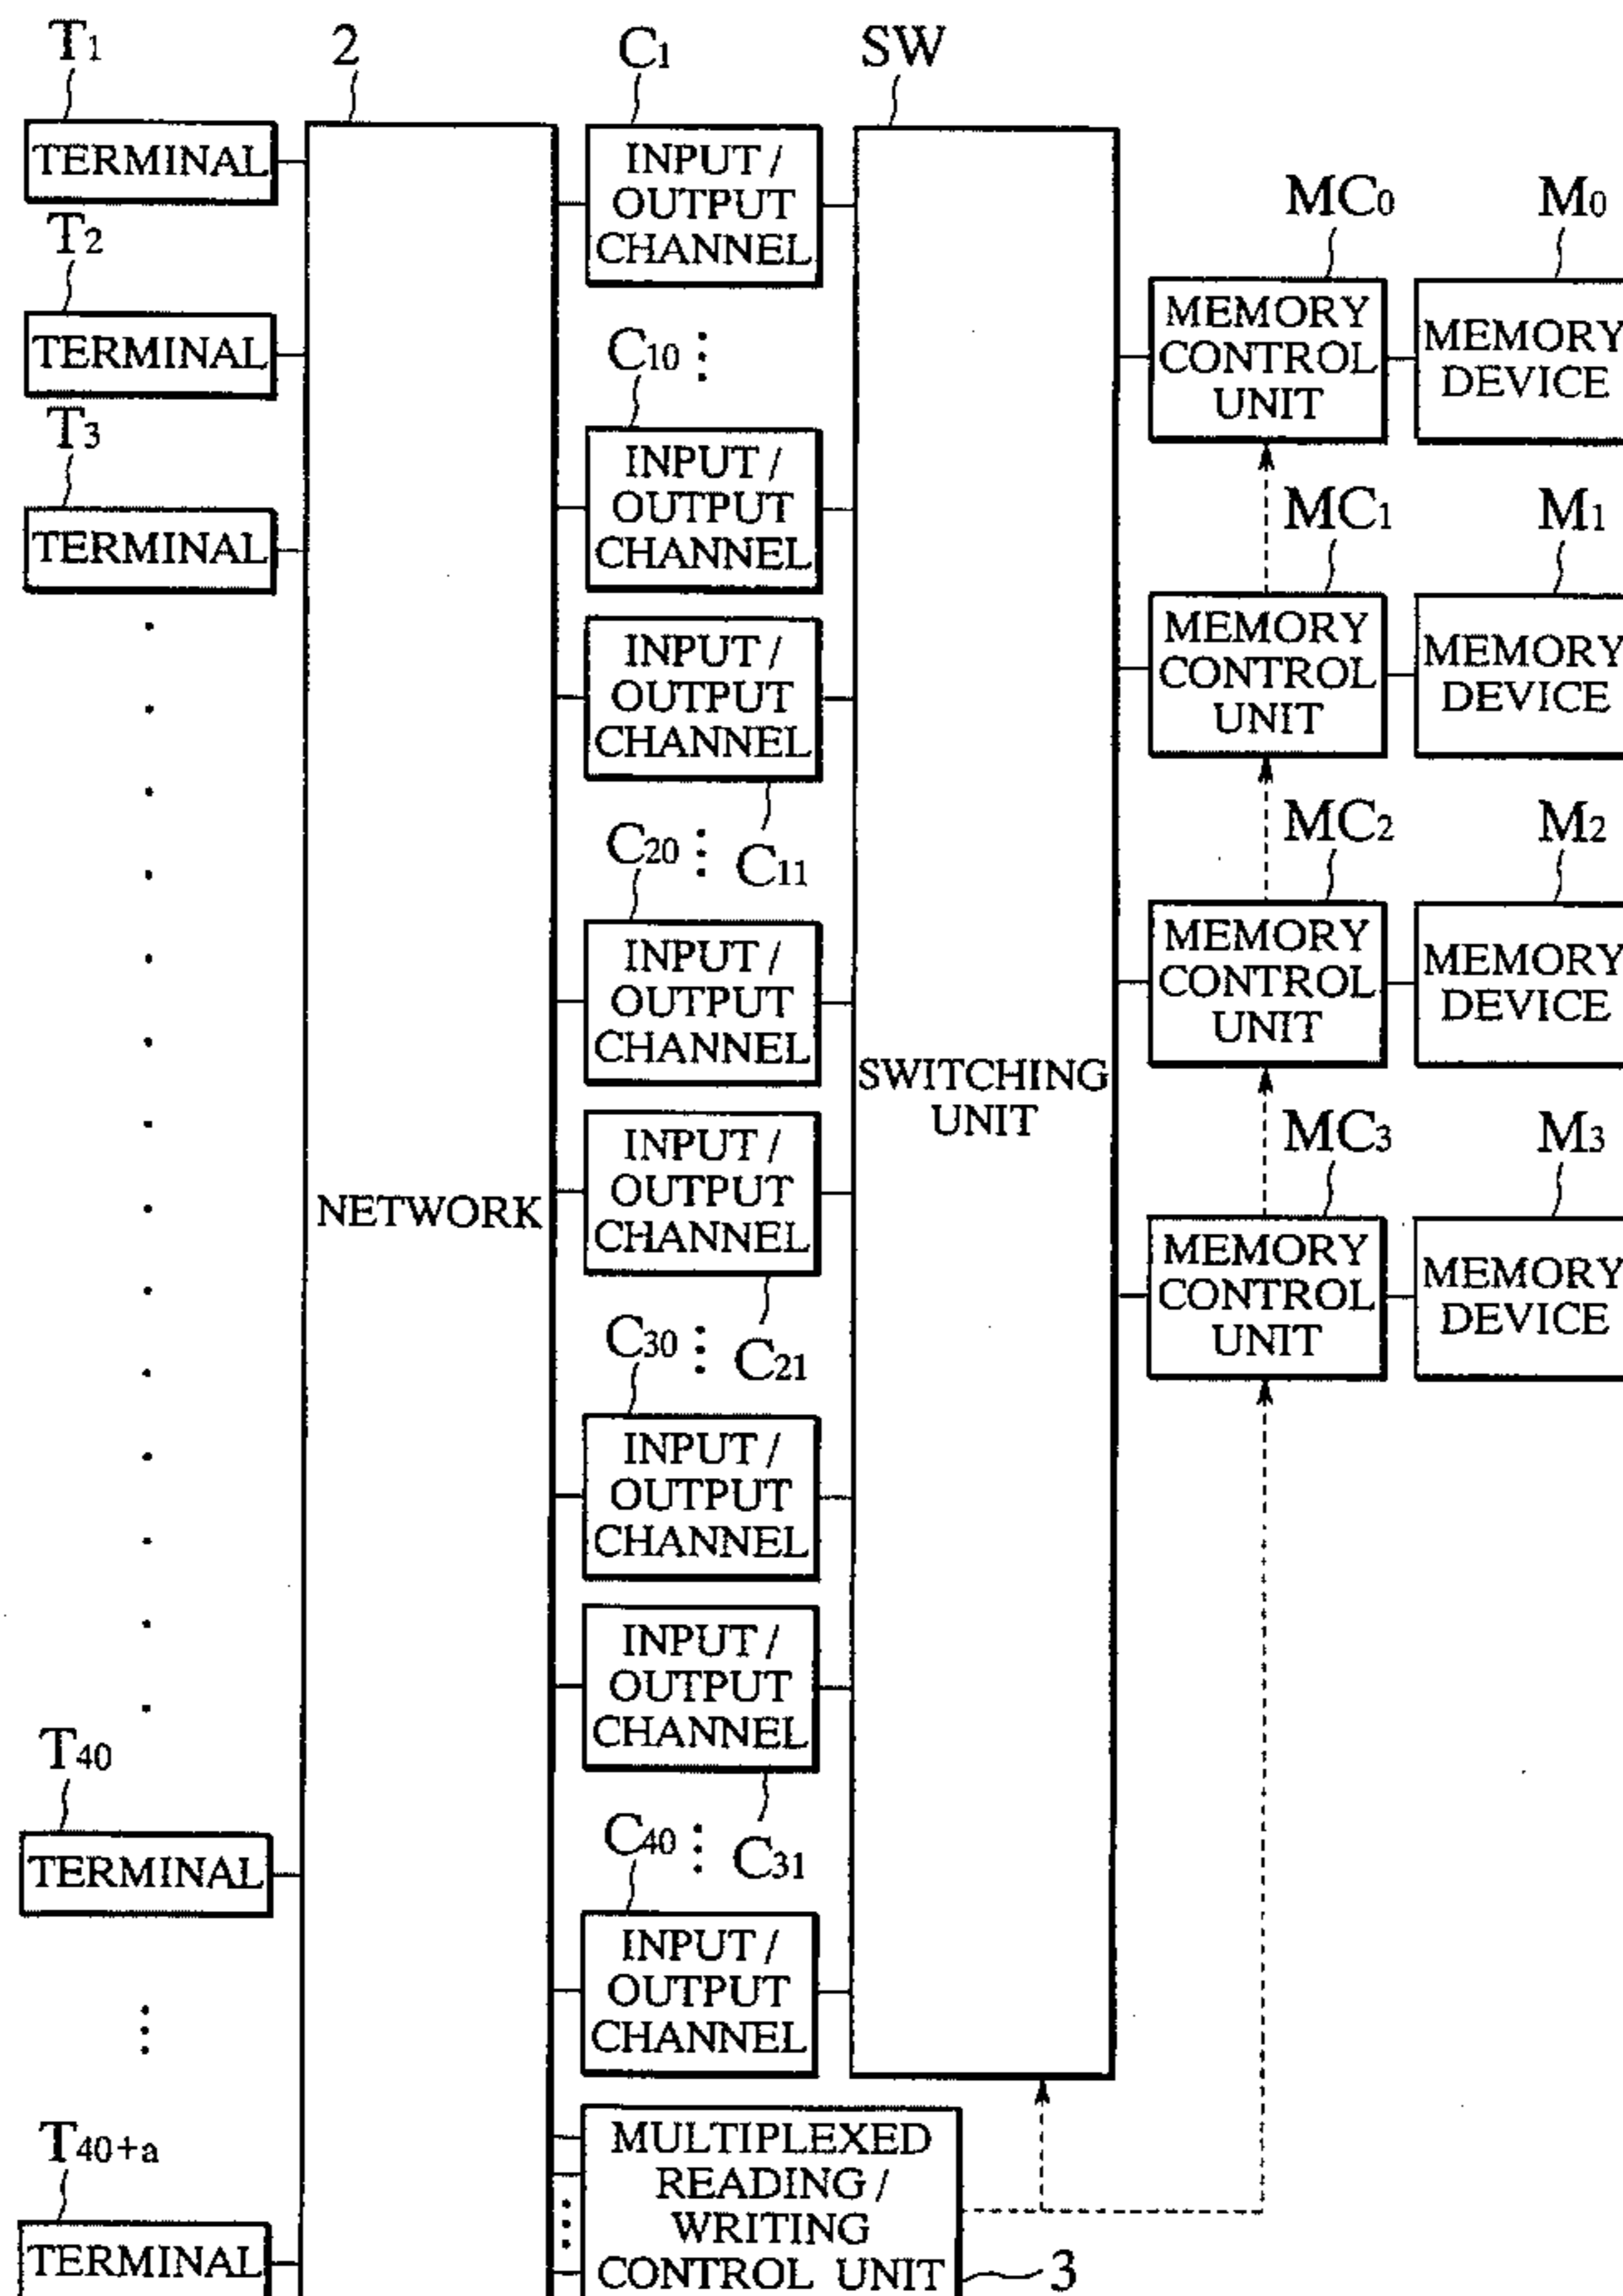 T1
2
C1
SW
TERMINAL
INPUT /
OUTPUT
CHANNEL
MC0
M0
T2
TERMINAL
C10
MEMORY
CONTROL
UNIT
MEMORY
DEVICE
T3
TERMINAL
INPUT /
OUTPUT
CHANNEL
MC1
M1
INPUT /
OUTPUT
CHANNEL
MEMORY
CONTROL
UNIT
MEMORY
DEVICE
C20
C11
MC2
M2
INPUT /
OUTPUT
CHANNEL
MEMORY
CONTROL
UNIT
MEMORY
DEVICE
SWITCHING
UNIT
MC3
M3
NETWORK
INPUT /
OUTPUT
CHANNEL
MEMORY
CONTROL
UNIT
MEMORY
DEVICE
C30
C21
INPUT /
OUTPUT
CHANNEL
INPUT /
OUTPUT
CHANNEL
T40
TERMINAL
C40
C31
INPUT /
OUTPUT
CHANNEL
T40+a
TERMINAL
MULTIPLEXED
READING /
WRITING
CONTROL UNIT
3